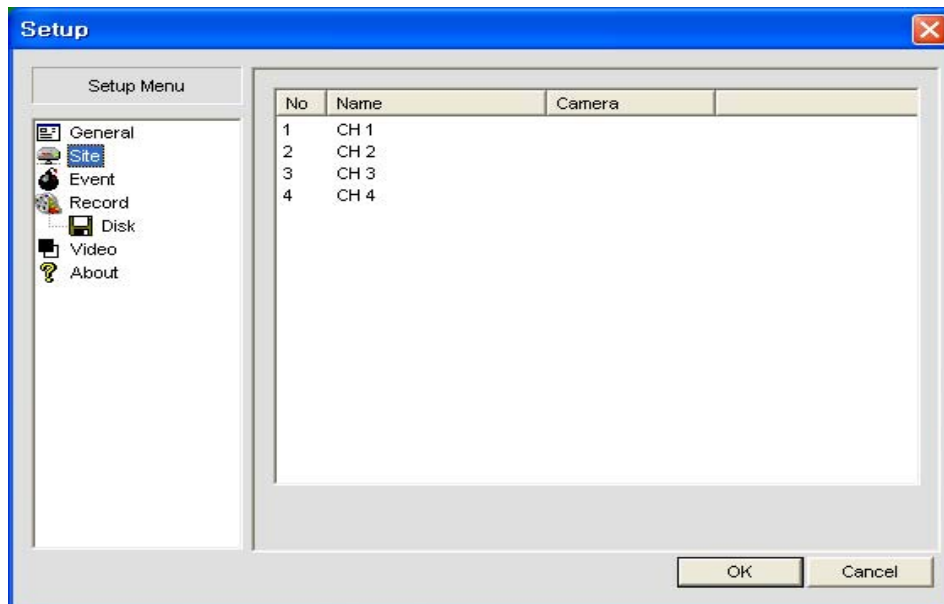 Setup
Setup Menu
General
Site
Event
Record
Disk
Video
About
No Name Camera
1 CH 1
2 CH 2
3 CH 3
4 CH 4
OK Cancel